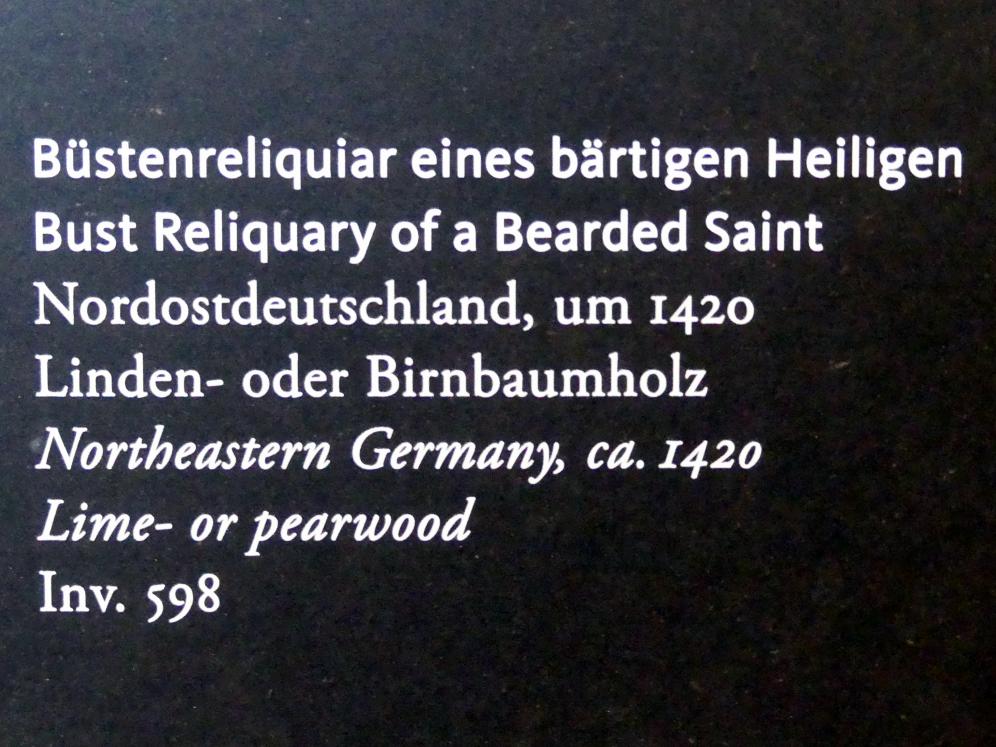 Büstenreliquiar eines bärtigen Heiligen
Bust Reliquary of a Bearded Saint
Nordostdeutschland, um 1420
Linden- oder Birnbaumholz
Northeastern Germany, ca. 1420
Lime- or pearwood
Inv. 598